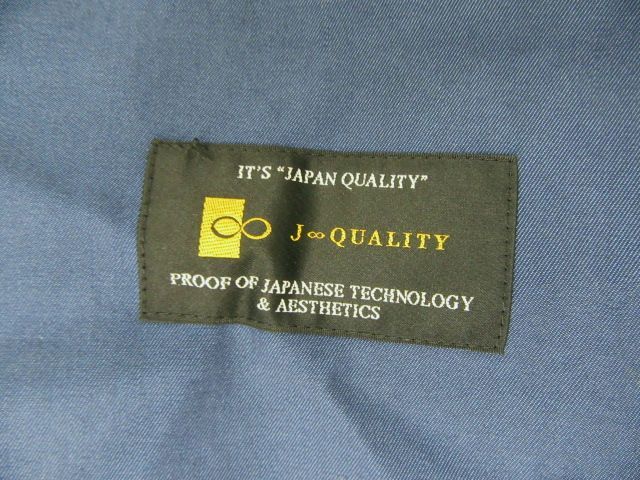 IT'S "JAPAN QUALITY"
J∞QUALITY
PROOF OF JAPANESE TECHNOLOGY
& AESTHETICS